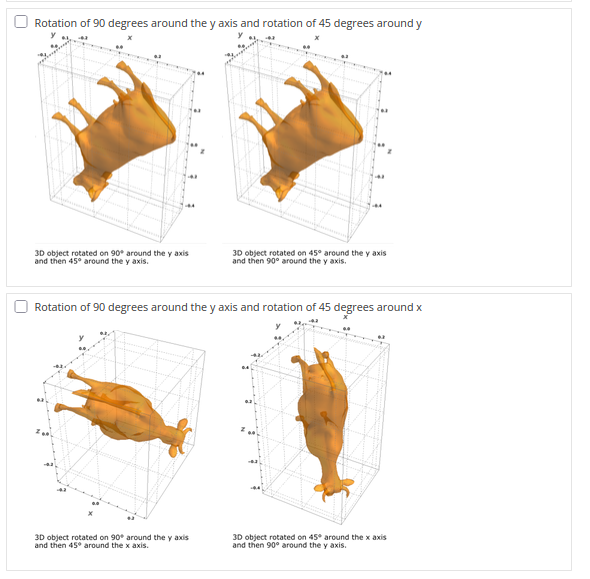 Rotation of 90 degrees around the y axis and rotation of 45 degrees around y
y
x
z
y
x
z
3D object rotated on 90° around the y axis
and then 45° around the y axis.
3D object rotated on 45° around the y axis
and then 90° around the y axis.
Rotation of 90 degrees around the y axis and rotation of 45 degrees around x
y
z
x
x
y
z
3D object rotated on 90° around the y axis
and then 45° around the x axis.
3D object rotated on 45° around the x axis
and then 90° around the y axis.